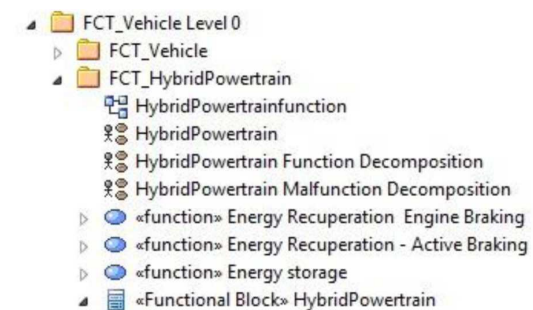 FCT_Vehicle Level 0
FCT_Vehicle
FCT_HybridPowertrain
HybridPowertrainfunction
HybridPowertrain
HybridPowertrain Function Decomposition
HybridPowertrain Malfunction Decomposition
«function» Energy Recuperation Engine Braking
«function» Energy Recuperation - Active Braking
«function» Energy storage
«Functional Block» HybridPowertrain